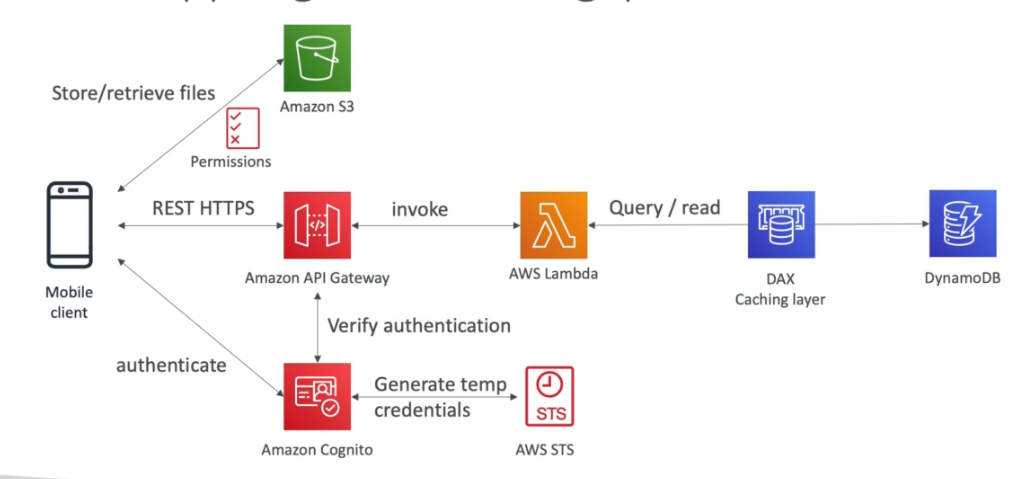 Store/retrieve files
Amazon S3
Permissions
REST HTTPS
invoke
Query / read
Amazon API Gateway
AWS Lambda
DAX
Caching layer
DynamoDB
Mobile
client
Verify authentication
authenticate
Generate temp
credentials
STS
Amazon Cognito
AWS STS